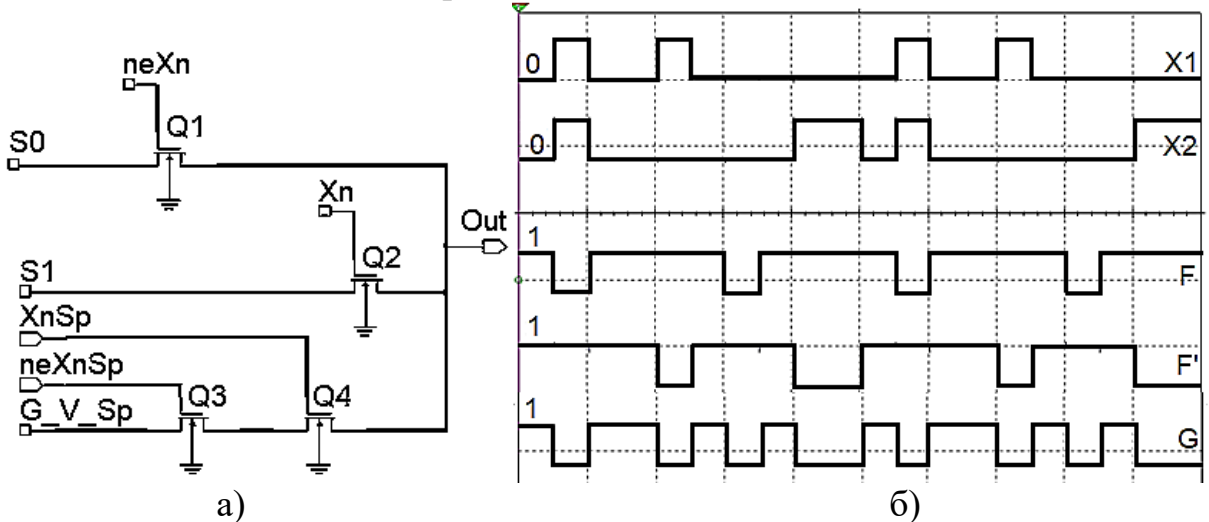 neXn
Q1
S0
Xn
Out
Q2
S1
XnSp
neXnSp
Q3
Q4
G_V_Sp
а)
0
X1
0
X2
1
F
1
F'
1
G
б)